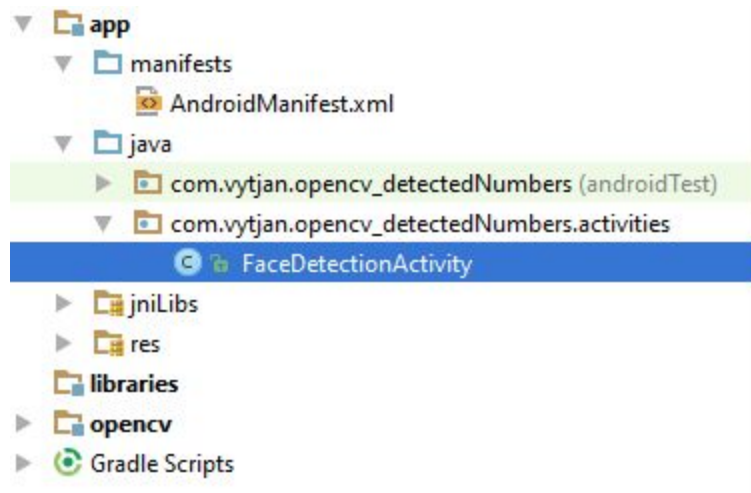 app
manifests
AndroidManifest.xml
java
com.vytjan.opencv_detectedNumbers (androidTest)
com.vytjan.opencv_detectedNumbers.activities
C FaceDetectionActivity
jniLibs
res
libraries
opencv
Gradle Scripts